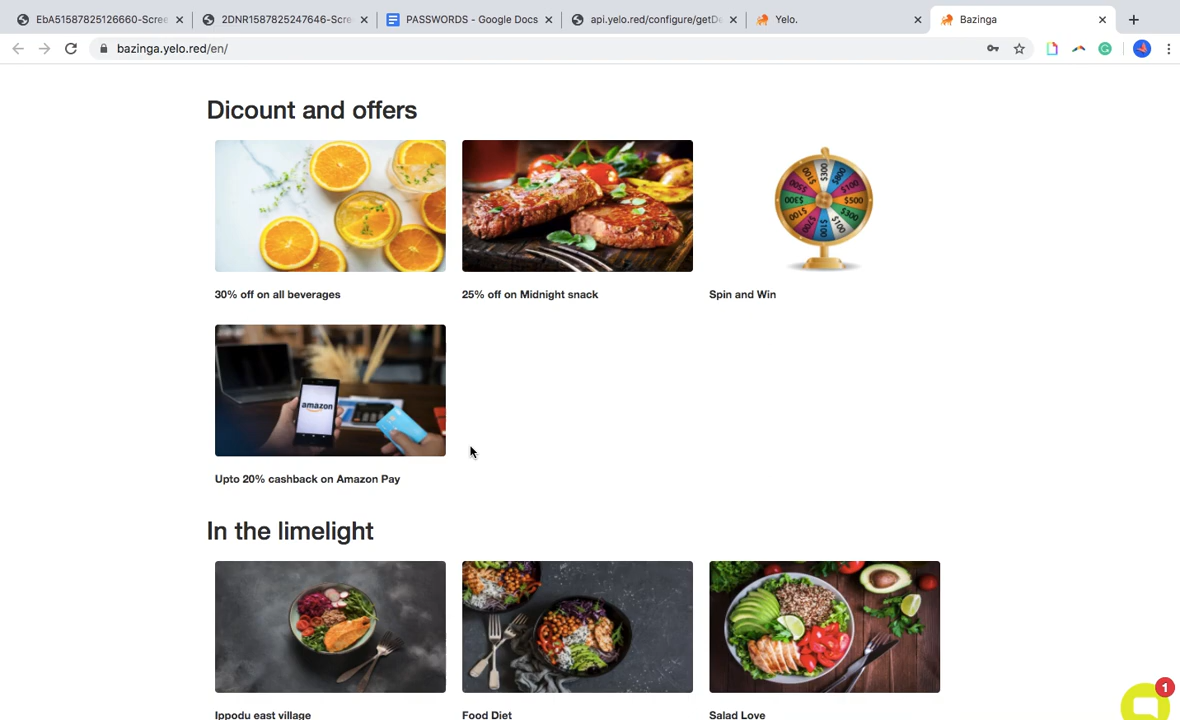 EbA51587825126660-Scree
2DNR1587825247646-Scre
PASSWORDS - Google Docs
api.yelo.red/configure/getD
Yelo.
Bazinga
bazinga.yelo.red/en/
Dicount and offers
30% off on all beverages
25% off on Midnight snack
Spin and Win
amazon
Upto 20% cashback on Amazon Pay
In the limelight
Ippodu east village
Food Diet
Salad Love
1